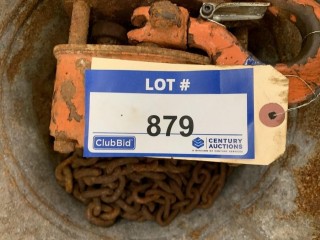 LOT #
879
ClubBid
CENTURY
AUCTIONS